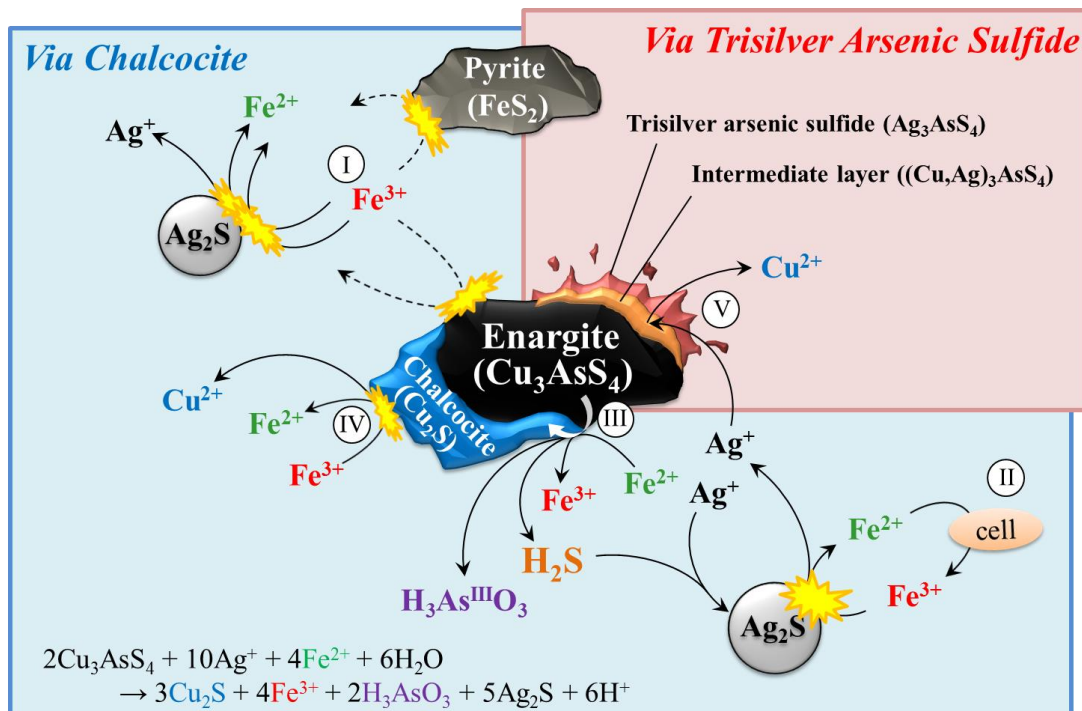 Via Chalcocite
Via Trisilver Arsenic Sulfide
Pyrite
(FeS₂)
Fe²⁺
Ag⁺
I
Fe³⁺
Ag₂S
Trisilver arsenic sulfide (Ag₃AsS₄)
Intermediate layer ((Cu,Ag)₃AsS₄)
Cu²⁺
V
Enargite
(Cu₃AsS₄)
Chalcocite
(Cu₂S)
Cu²⁺
Fe²⁺
IV
Fe³⁺
III
Fe³⁺
Fe²⁺
Ag⁺
Ag⁺
II
Fe²⁺
cell
Fe³⁺
H₂S
H₃AsᴵᴵᴵO₃
Ag₂S
2Cu₃AsS₄ + 10Ag⁺ + 4Fe²⁺ + 6H₂O
→ 3Cu₂S + 4Fe³⁺ + 2H₃AsO₃ + 5Ag₂S + 6H⁺